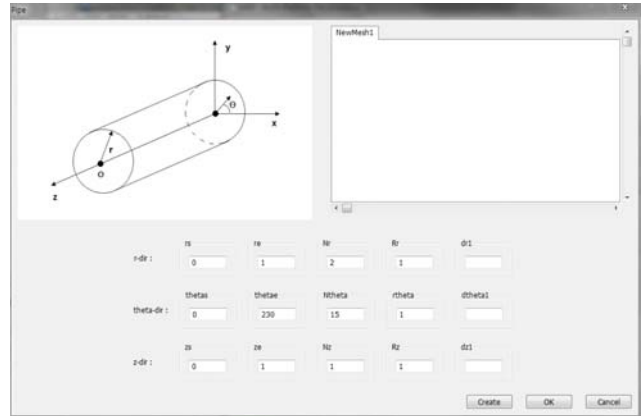 Pipe
NewMesh1
y
θ
x
r
O
z
rs re Nr Rr dr1
r-dir : 0 1 2 1
thetas thetae Ntheta rtheta dtheta1
theta-dir : 0 230 15 1
zs ze Nz Rz dz1
z-dir : 0 1 1 1
Create OK Cancel